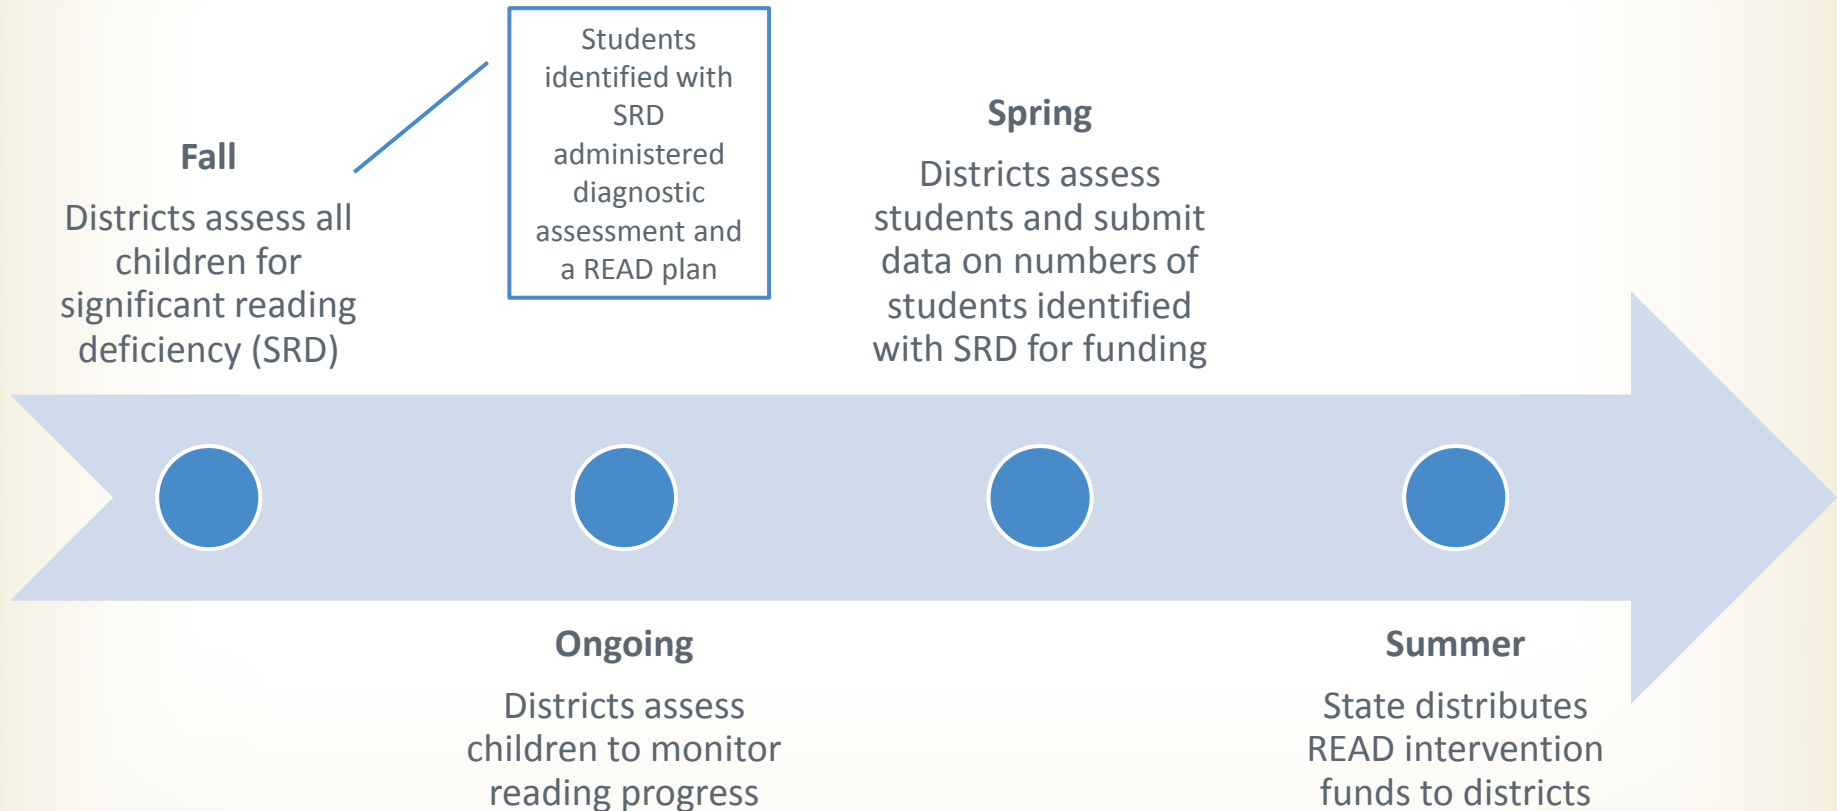 Fall
Districts assess all
children for
significant reading
deficiency (SRD)
Students
identified with
SRD
administered
diagnostic
assessment and
a READ plan
Ongoing
Districts assess
children to monitor
reading progress
Spring
Districts assess
students and submit
data on numbers of
students identified
with SRD for funding
Summer
State distributes
READ intervention
funds to districts